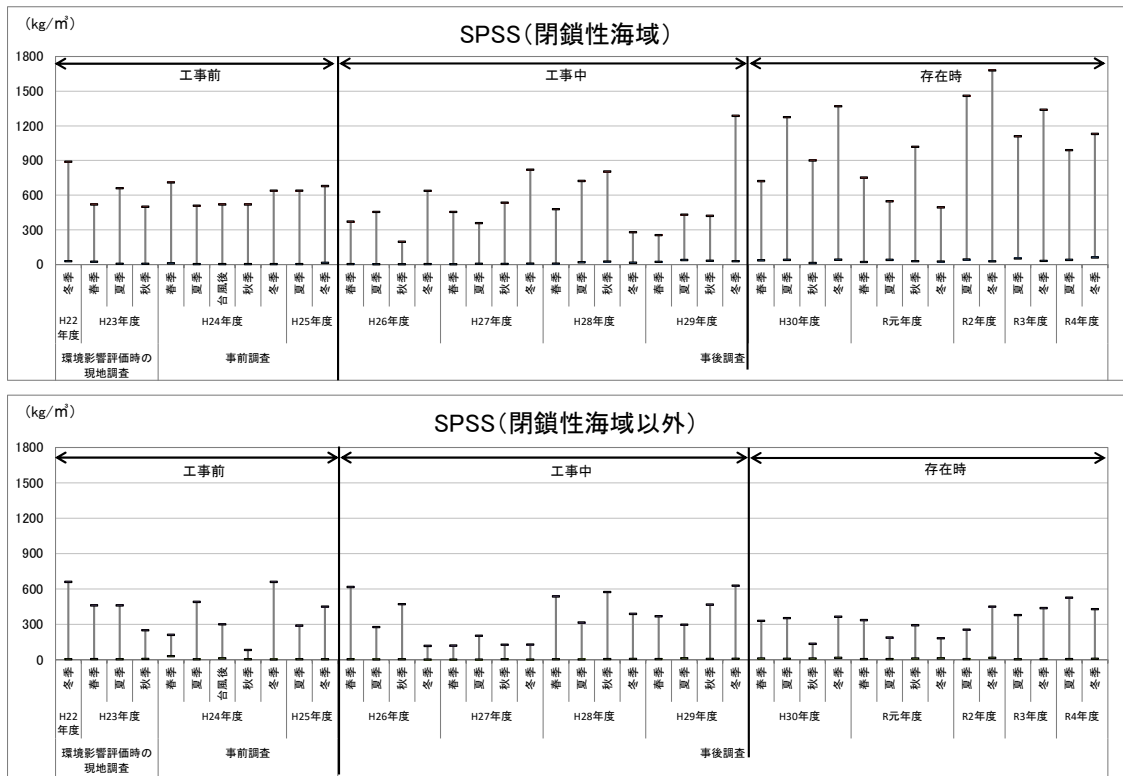 (kg/㎥)
SPSS(閉鎖性海域)
1800
1500
1200
900
600
300
0
工事前
工事中
存在時
冬季 春季 夏季 秋季 春季 夏季 台風後 秋季 冬季 夏季 冬季 春季 夏季 秋季 冬季 春季 夏季 秋季 冬季 春季 夏季 秋季 冬季 春季 夏季 秋季 冬季 春季 夏季 秋季 冬季 春季 夏季 秋季 冬季 夏季 冬季 夏季 冬季 夏季 冬季
H22年度 H23年度 H24年度 H25年度 H26年度 H27年度 H28年度 H29年度 H30年度 R元年度 R2年度 R3年度 R4年度
環境影響評価時の
現地調査
事前調査
事後調査
(kg/㎥)
SPSS(閉鎖性海域以外)
1800
1500
1200
900
600
300
0
工事前
工事中
存在時
冬季 春季 夏季 秋季 春季 夏季 台風後 秋季 冬季 夏季 冬季 春季 夏季 秋季 冬季 春季 夏季 秋季 冬季 春季 夏季 秋季 冬季 春季 夏季 秋季 冬季 春季 夏季 秋季 冬季 春季 夏季 秋季 冬季 夏季 冬季 夏季 冬季 夏季 冬季
H22年度 H23年度 H24年度 H25年度 H26年度 H27年度 H28年度 H29年度 H30年度 R元年度 R2年度 R3年度 R4年度
環境影響評価時の
現地調査
事前調査
事後調査